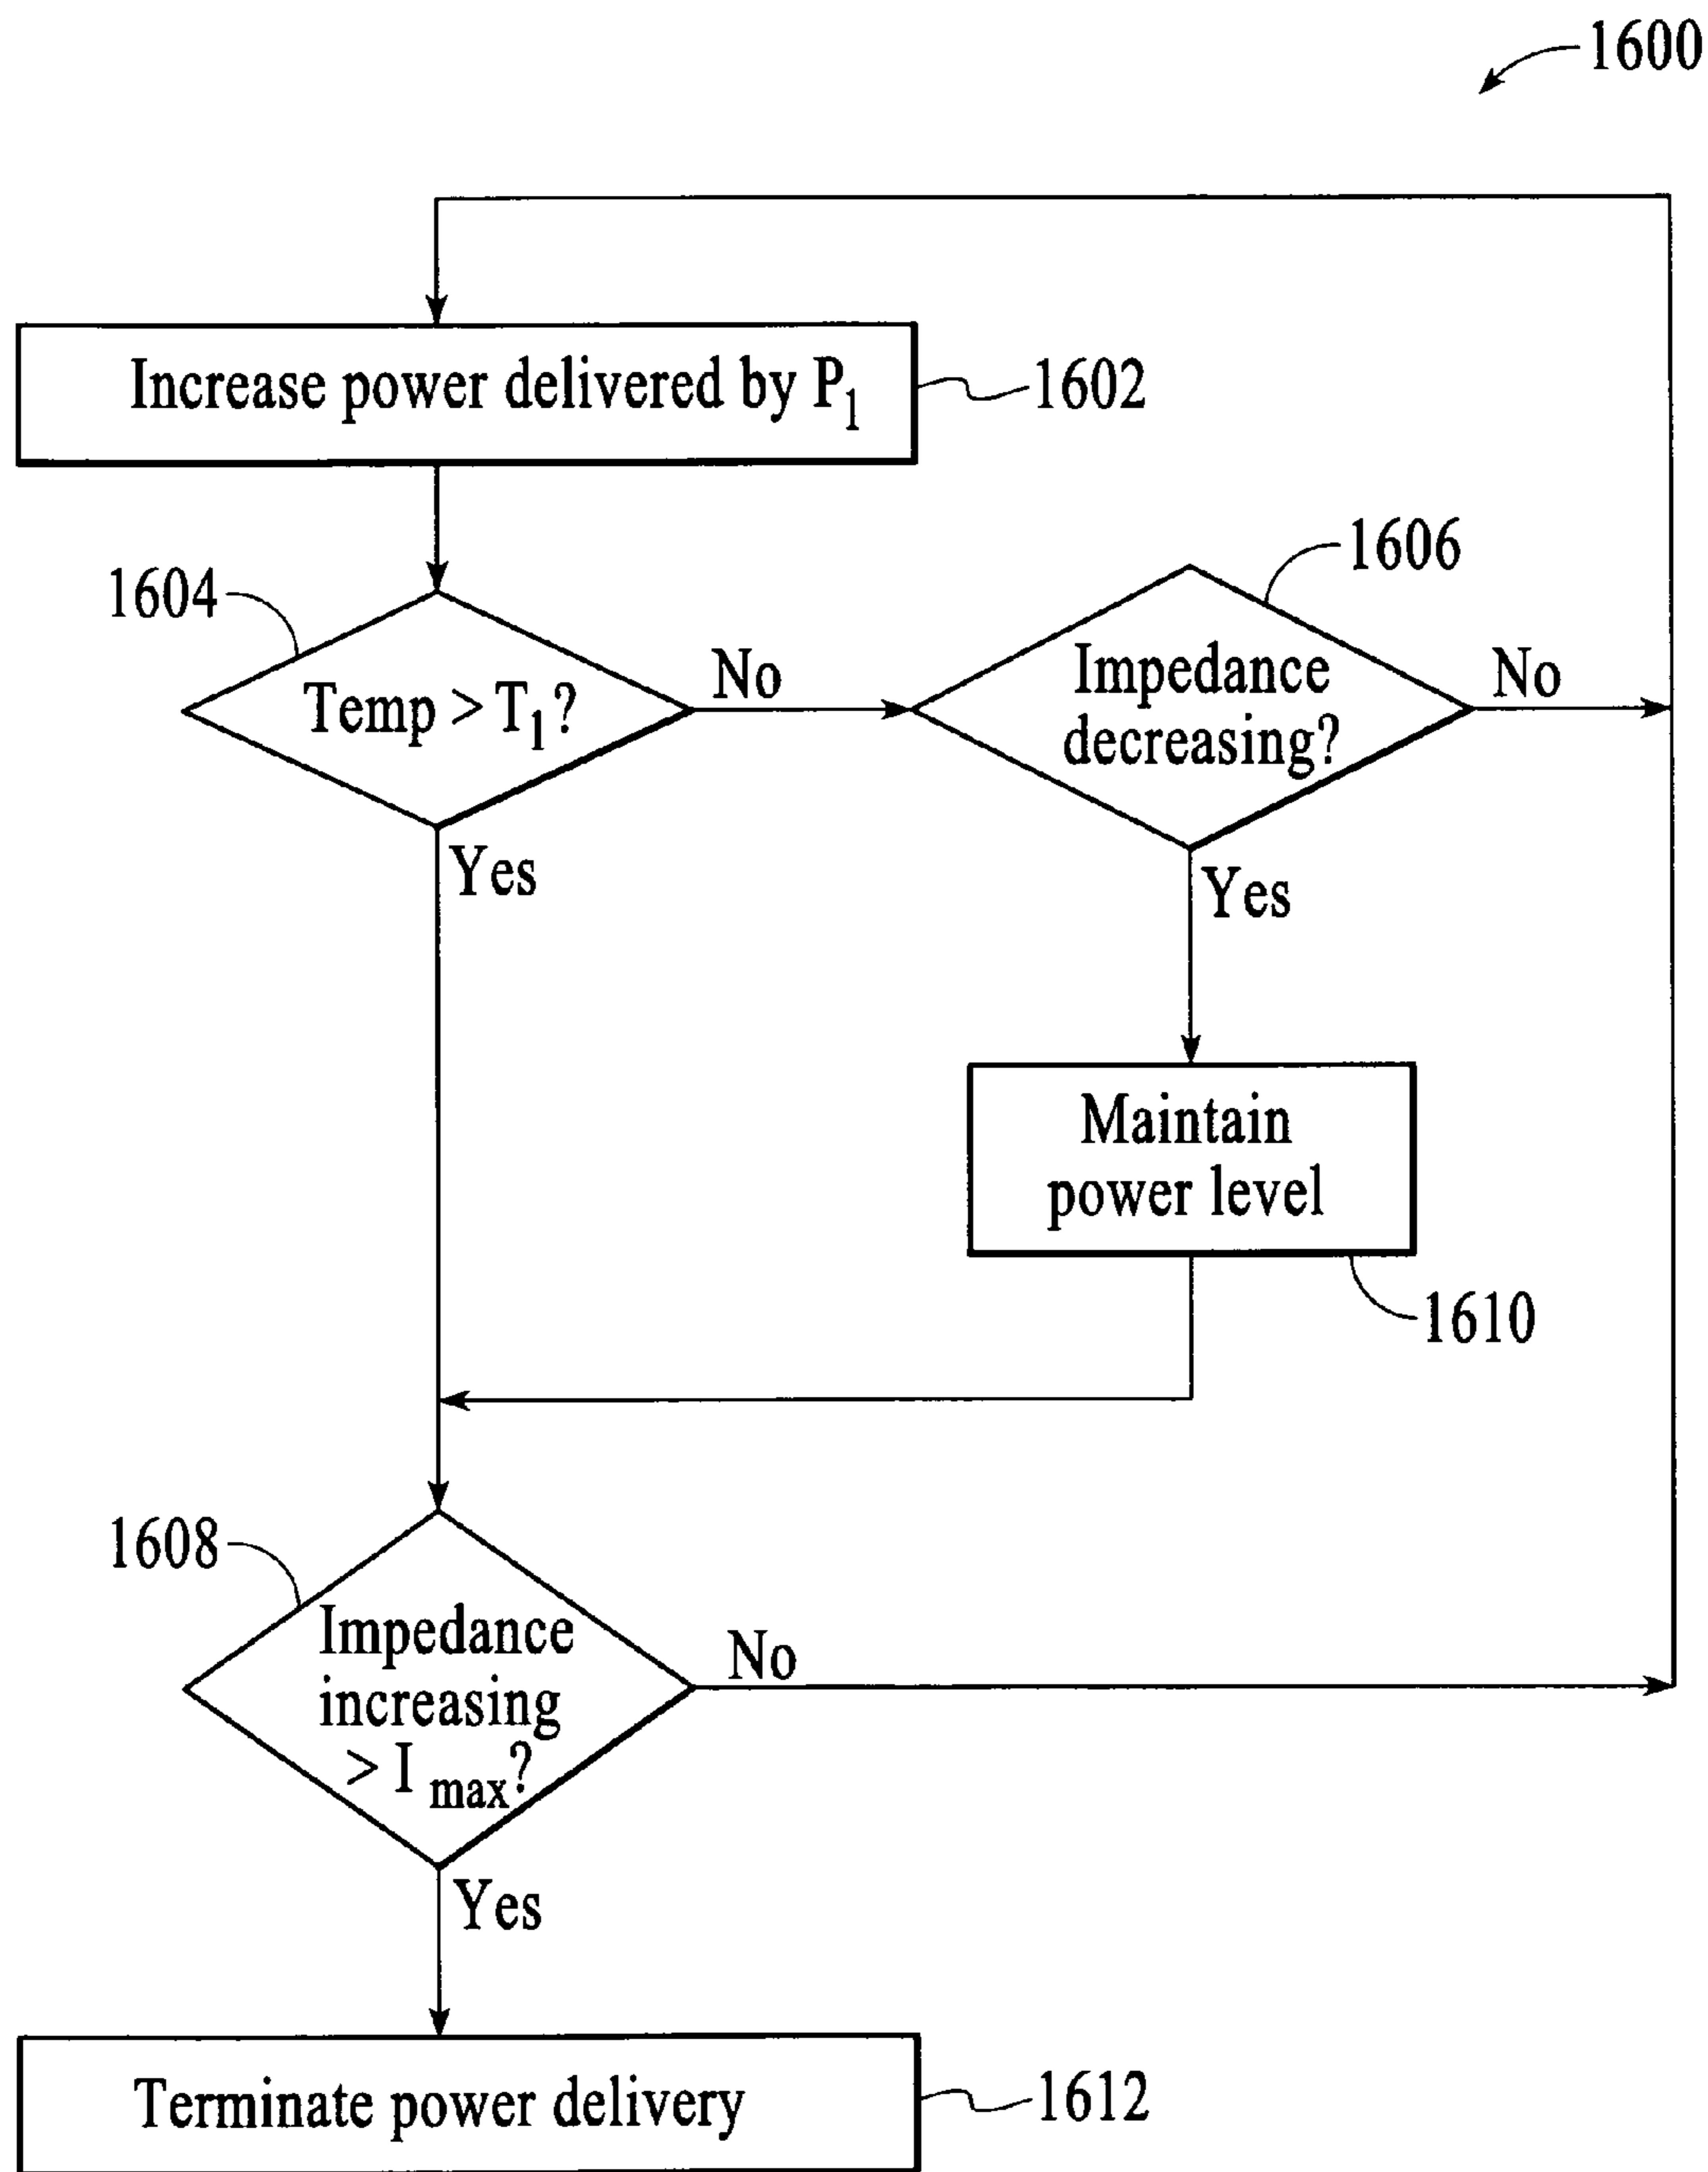 1600
Increase power delivered by P1
1602
1604
Temp > T1?
No
1606
Impedance
decreasing?
No
Yes
Yes
Maintain
power level
1610
1608
Impedance
increasing
> I max?
No
Yes
Terminate power delivery
1612